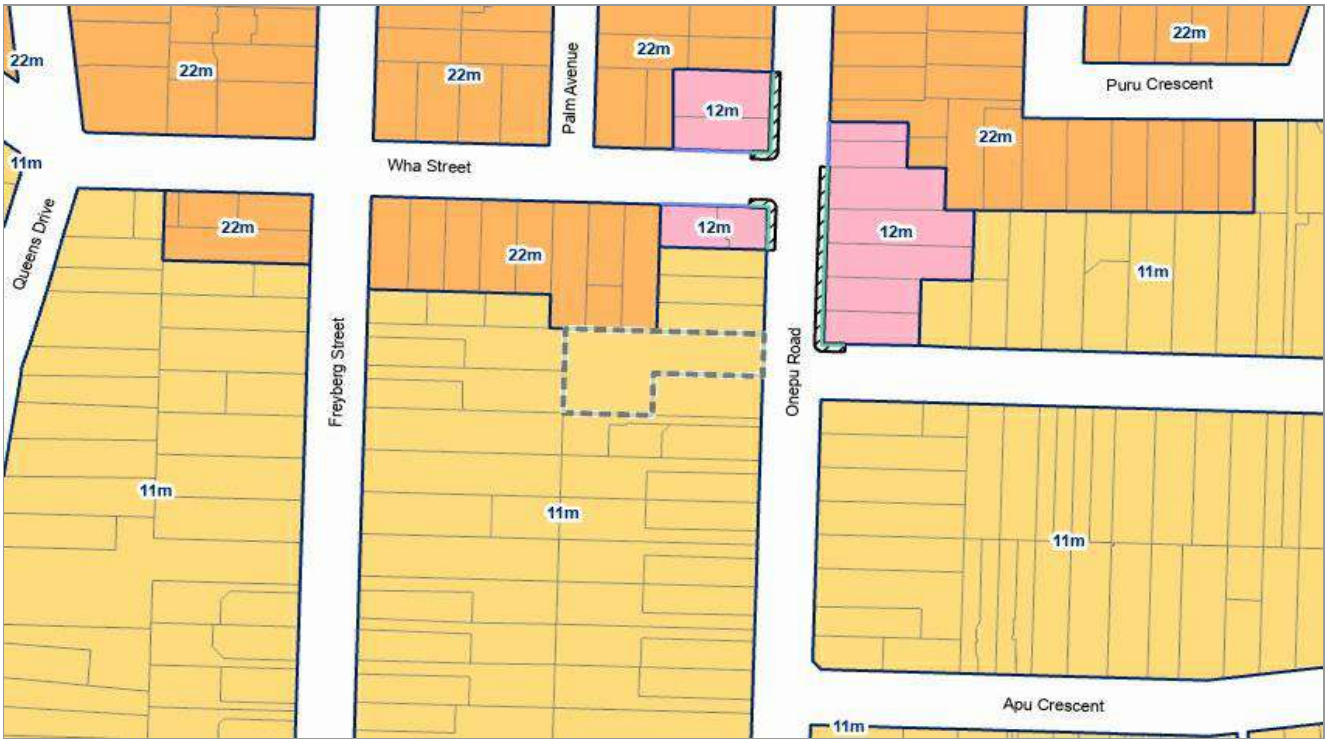 22m
Puru Crescent
22m
22m
22m
22m
Palm Avenue
12m
22m
11m
Wha Street
Queens Drive
22m
22m
12m
12m
11m
Freyberg Street
Onepu Road
11m
11m
11m
Apu Crescent
11m